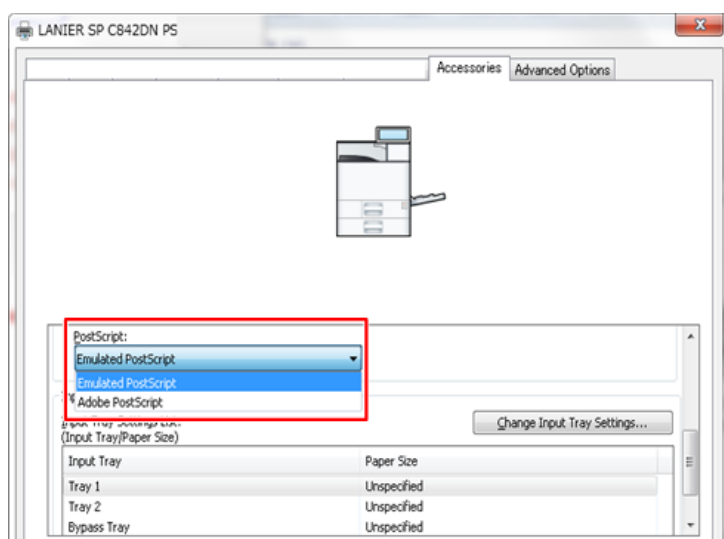 LANIER SP C842DN PS
Accessories Advanced Options
PostScript:
Emulated PostScript
Emulated PostScript
Adobe PostScript
Change Input Tray Settings...
(Input Tray/Paper Size)
Input Tray Paper Size
Tray 1 Unspecified
Tray 2 Unspecified
Bypass Tray Unspecified